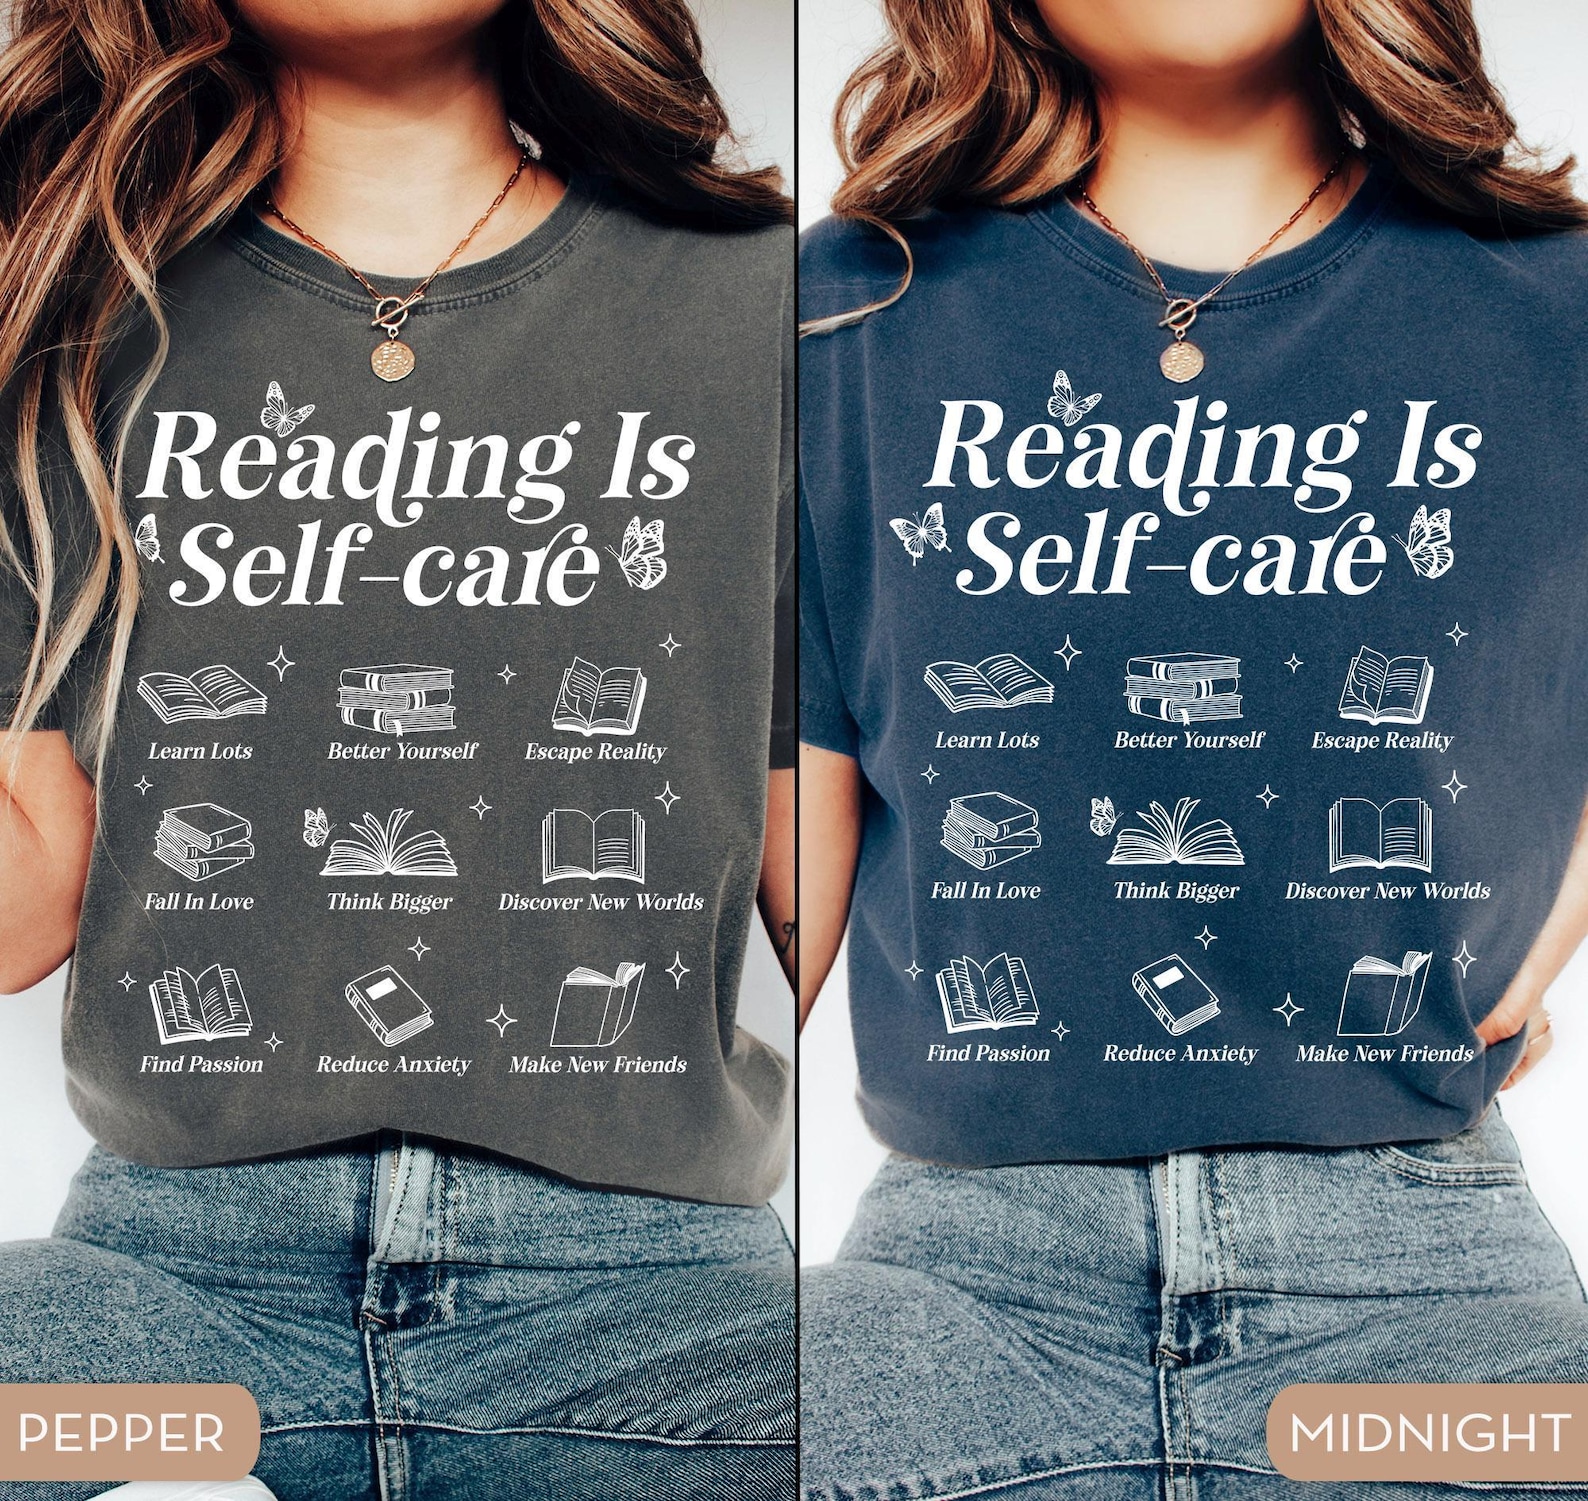 Reading Is
Self-care
Learn Lots
Better Yourself
Escape Reality
Fall In Love
Think Bigger
Discover New Worlds
Find Passion
Reduce Anxiety
Make New Friends
PEPPER
Reading Is
Self-care
Learn Lots
Better Yourself
Escape Reality
Fall In Love
Think Bigger
Discover New Worlds
Find Passion
Reduce Anxiety
Make New Friends
MIDNIGHT